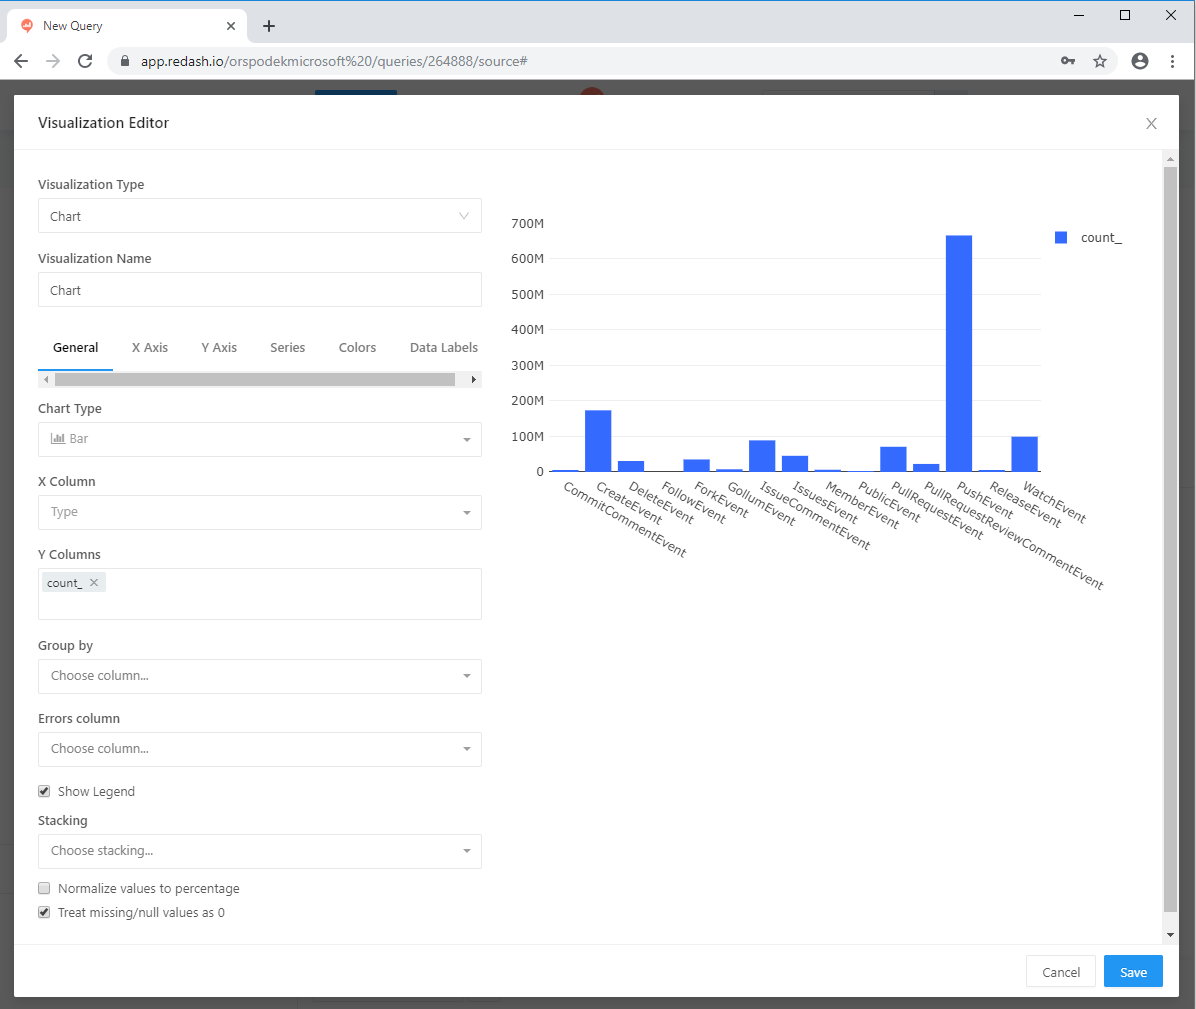 New Query
app.redash.io/orspodekmicrosoft%20/queries/264888/source#
Visualization Editor
Visualization Type
Chart
Visualization Name
Chart
General X Axis Y Axis Series Colors Data Labels
Chart Type
Bar
X Column
Type
Y Columns
count_
Group by
Choose column...
Errors column
Choose column...
Show Legend
Stacking
Choose stacking...
Normalize values to percentage
Treat missing/null values as 0
700M
600M
500M
400M
300M
200M
100M
0
CommitCommentEvent
CreateEvent
DeleteEvent
FollowEvent
ForkEvent
GollumEvent
IssueCommentEvent
IssuesEvent
MemberEvent
PublicEvent
PullRequestEvent
PullRequestReviewCommentEvent
PushEvent
ReleaseEvent
WatchEvent
count_
Cancel
Save